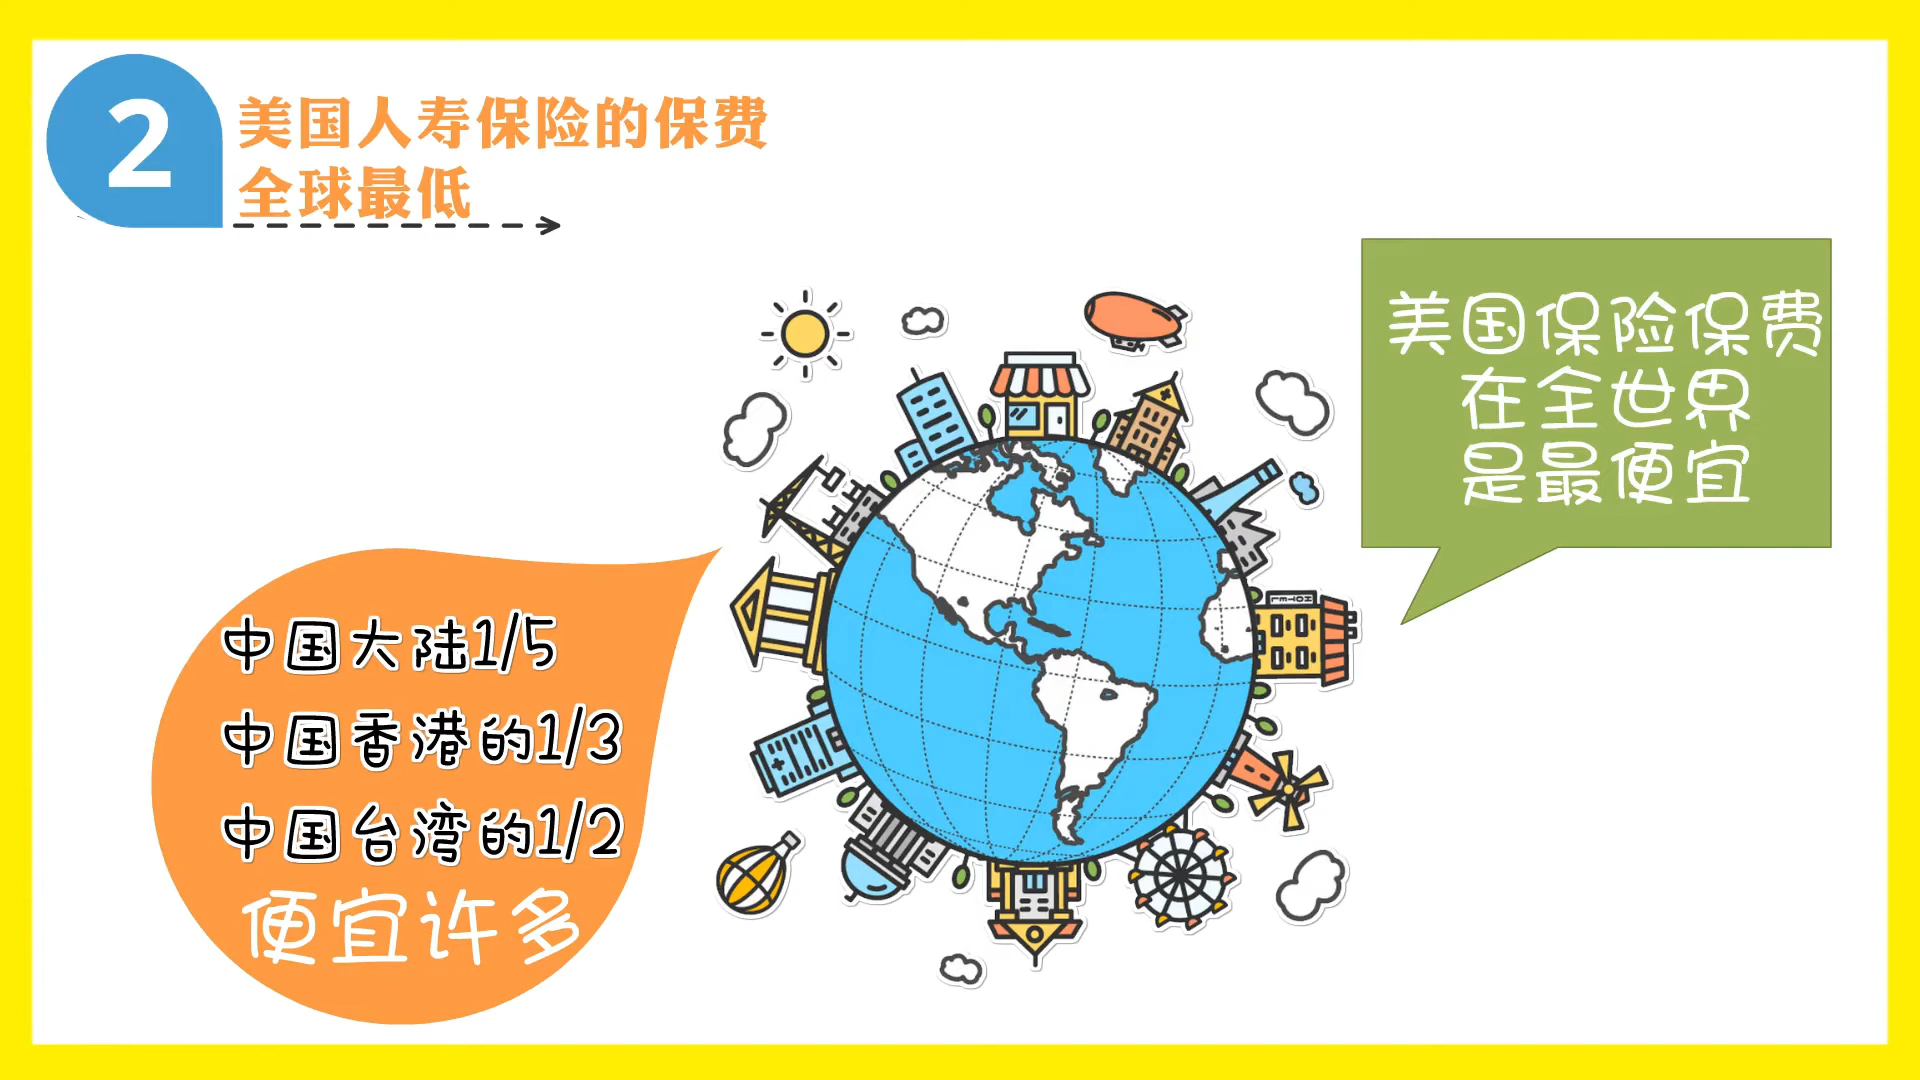 2
美国人寿保险的保费
全球最低
美国保险保费
在全世界
是最便宜
中国大陆1/5
中国香港的1/3
中国台湾的1/2
便宜许多
HOTEL